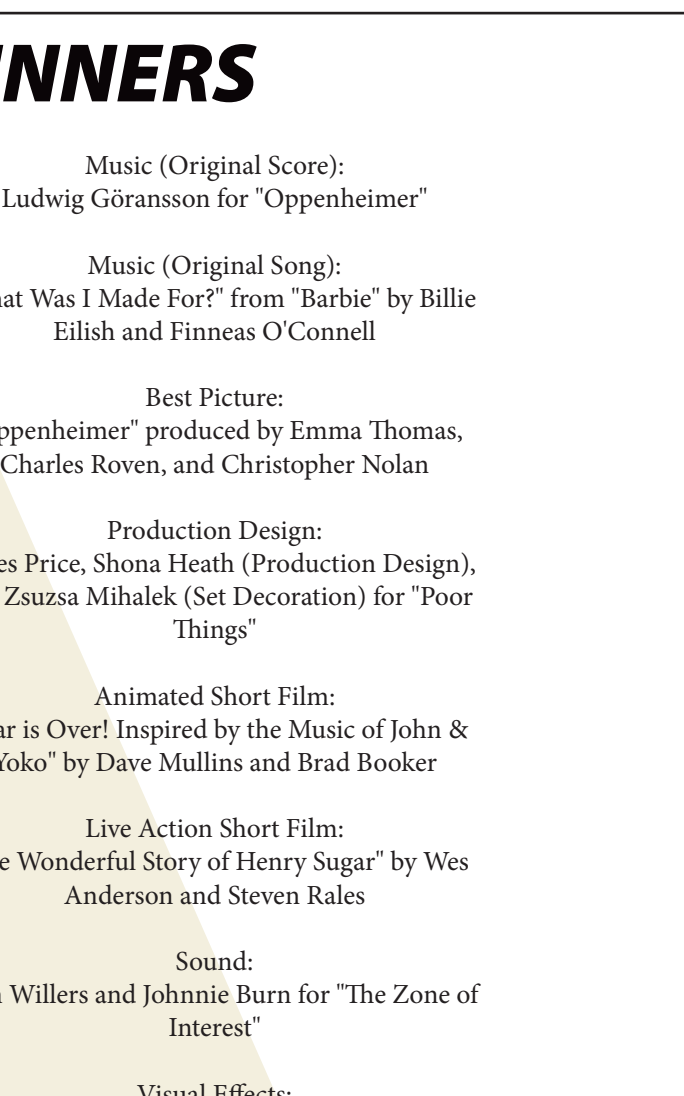 INNERS
Music (Original Score):
Ludwig Göransson for "Oppenheimer"
Music (Original Song):
hat Was I Made For?" from "Barbie" by Billie
Eilish and Finneas O'Connell
Best Picture:
ppenheimer" produced by Emma Thomas,
Charles Roven, and Christopher Nolan
Production Design:
es Price, Shona Heath (Production Design),
Zsuzsa Mihalek (Set Decoration) for "Poor
Things"
Animated Short Film:
ar is Over! Inspired by the Music of John &
Yoko" by Dave Mullins and Brad Booker
Live Action Short Film:
e Wonderful Story of Henry Sugar" by Wes
Anderson and Steven Rales
Sound:
n Willers and Johnnie Burn for "The Zone of
Interest"
Visual Effects: